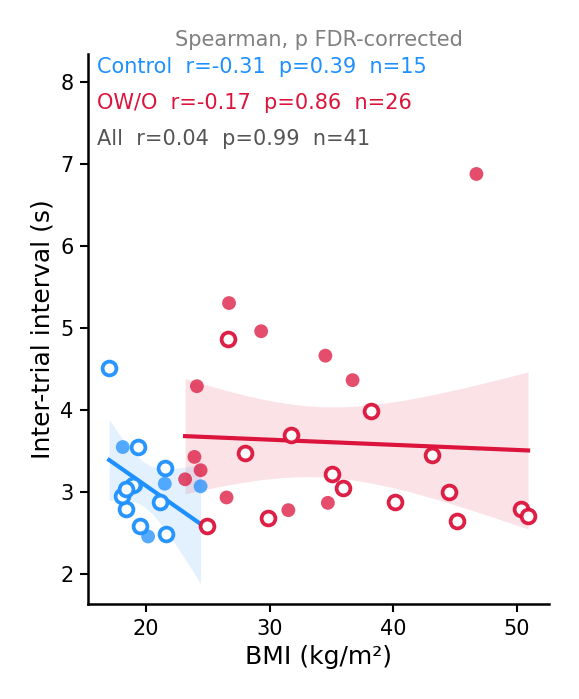 Spearman, p FDR-corrected
Control  r=-0.31  p=0.39  n=15
OW/O  r=-0.17  p=0.86  n=26
All  r=0.04  p=0.99  n=41
8
7
6
5
4
3
2
Inter-trial interval (s)
20 30 40 50
BMI (kg/m²)